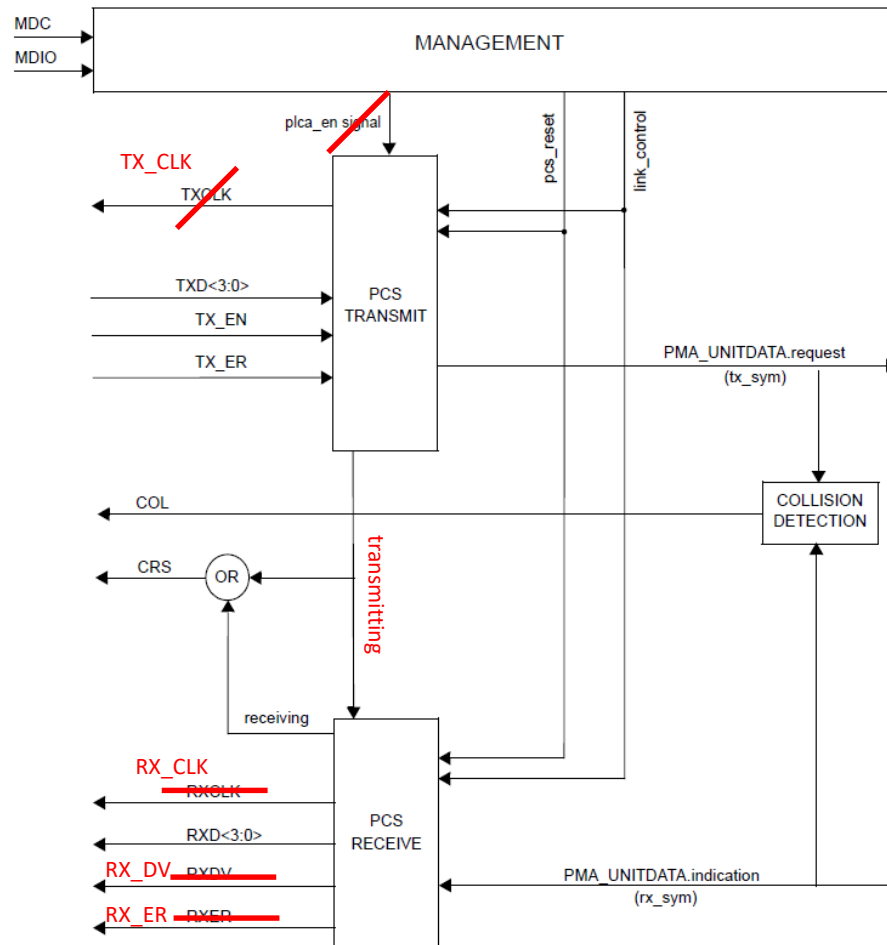 MDC
MANAGEMENT
MDIO
plca_en signal
pcs_reset
link_control
TX_CLK
TXCLK
TXD<3:0>
PCS
TRANSMIT
TX_EN
TX_ER
PMA_UNITDATA.request
(tx_sym)
COL
COLLISION
DETECTION
transmitting
CRS
OR
receiving
RX_CLK
RXCLK
RXD<3:0>
PCS
RECEIVE
RX_DV
RXDV
PMA_UNITDATA.indication
(rx_sym)
RX_ER
RXER